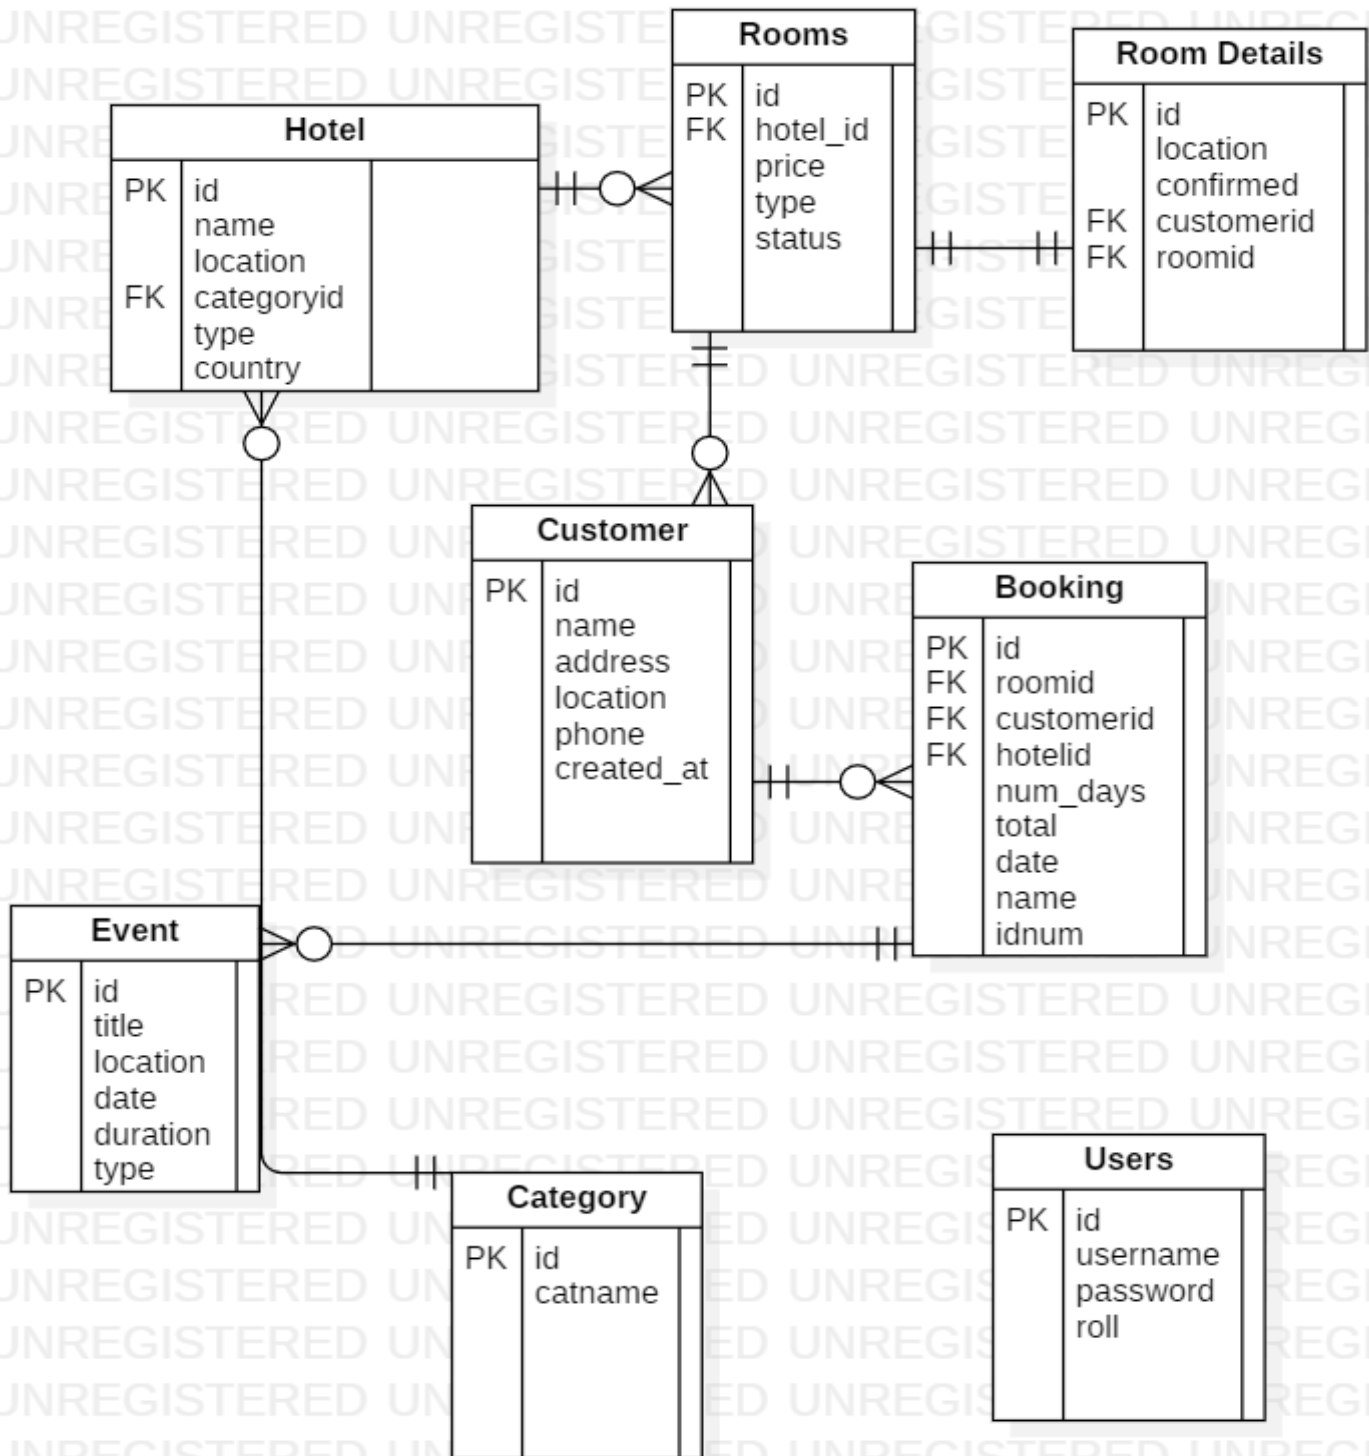 Rooms
PK id
FK hotel_id
price
type
status
Room Details
PK id
location
confirmed
FK customerid
FK roomid
Hotel
PK id
name
location
FK categoryid
type
country
Customer
PK id
name
address
location
phone
created_at
Booking
PK id
FK roomid
FK customerid
FK hotelid
num_days
total
date
name
idnum
Event
PK id
title
location
date
duration
type
Category
PK id
catname
Users
PK id
username
password
roll
UNREGISTERED UNREGISTERED UNREGISTERED